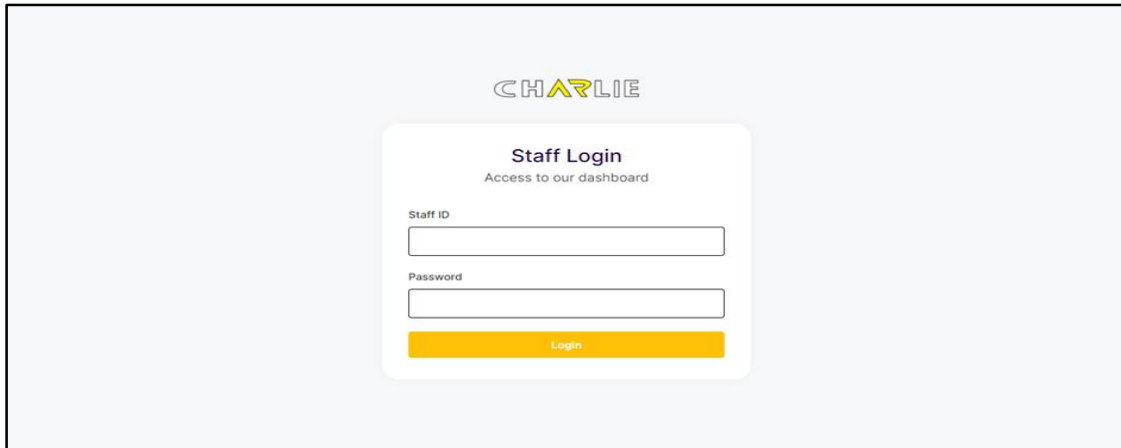 CHARLIE
Staff Login
Access to our dashboard
Staff ID
Password
Login